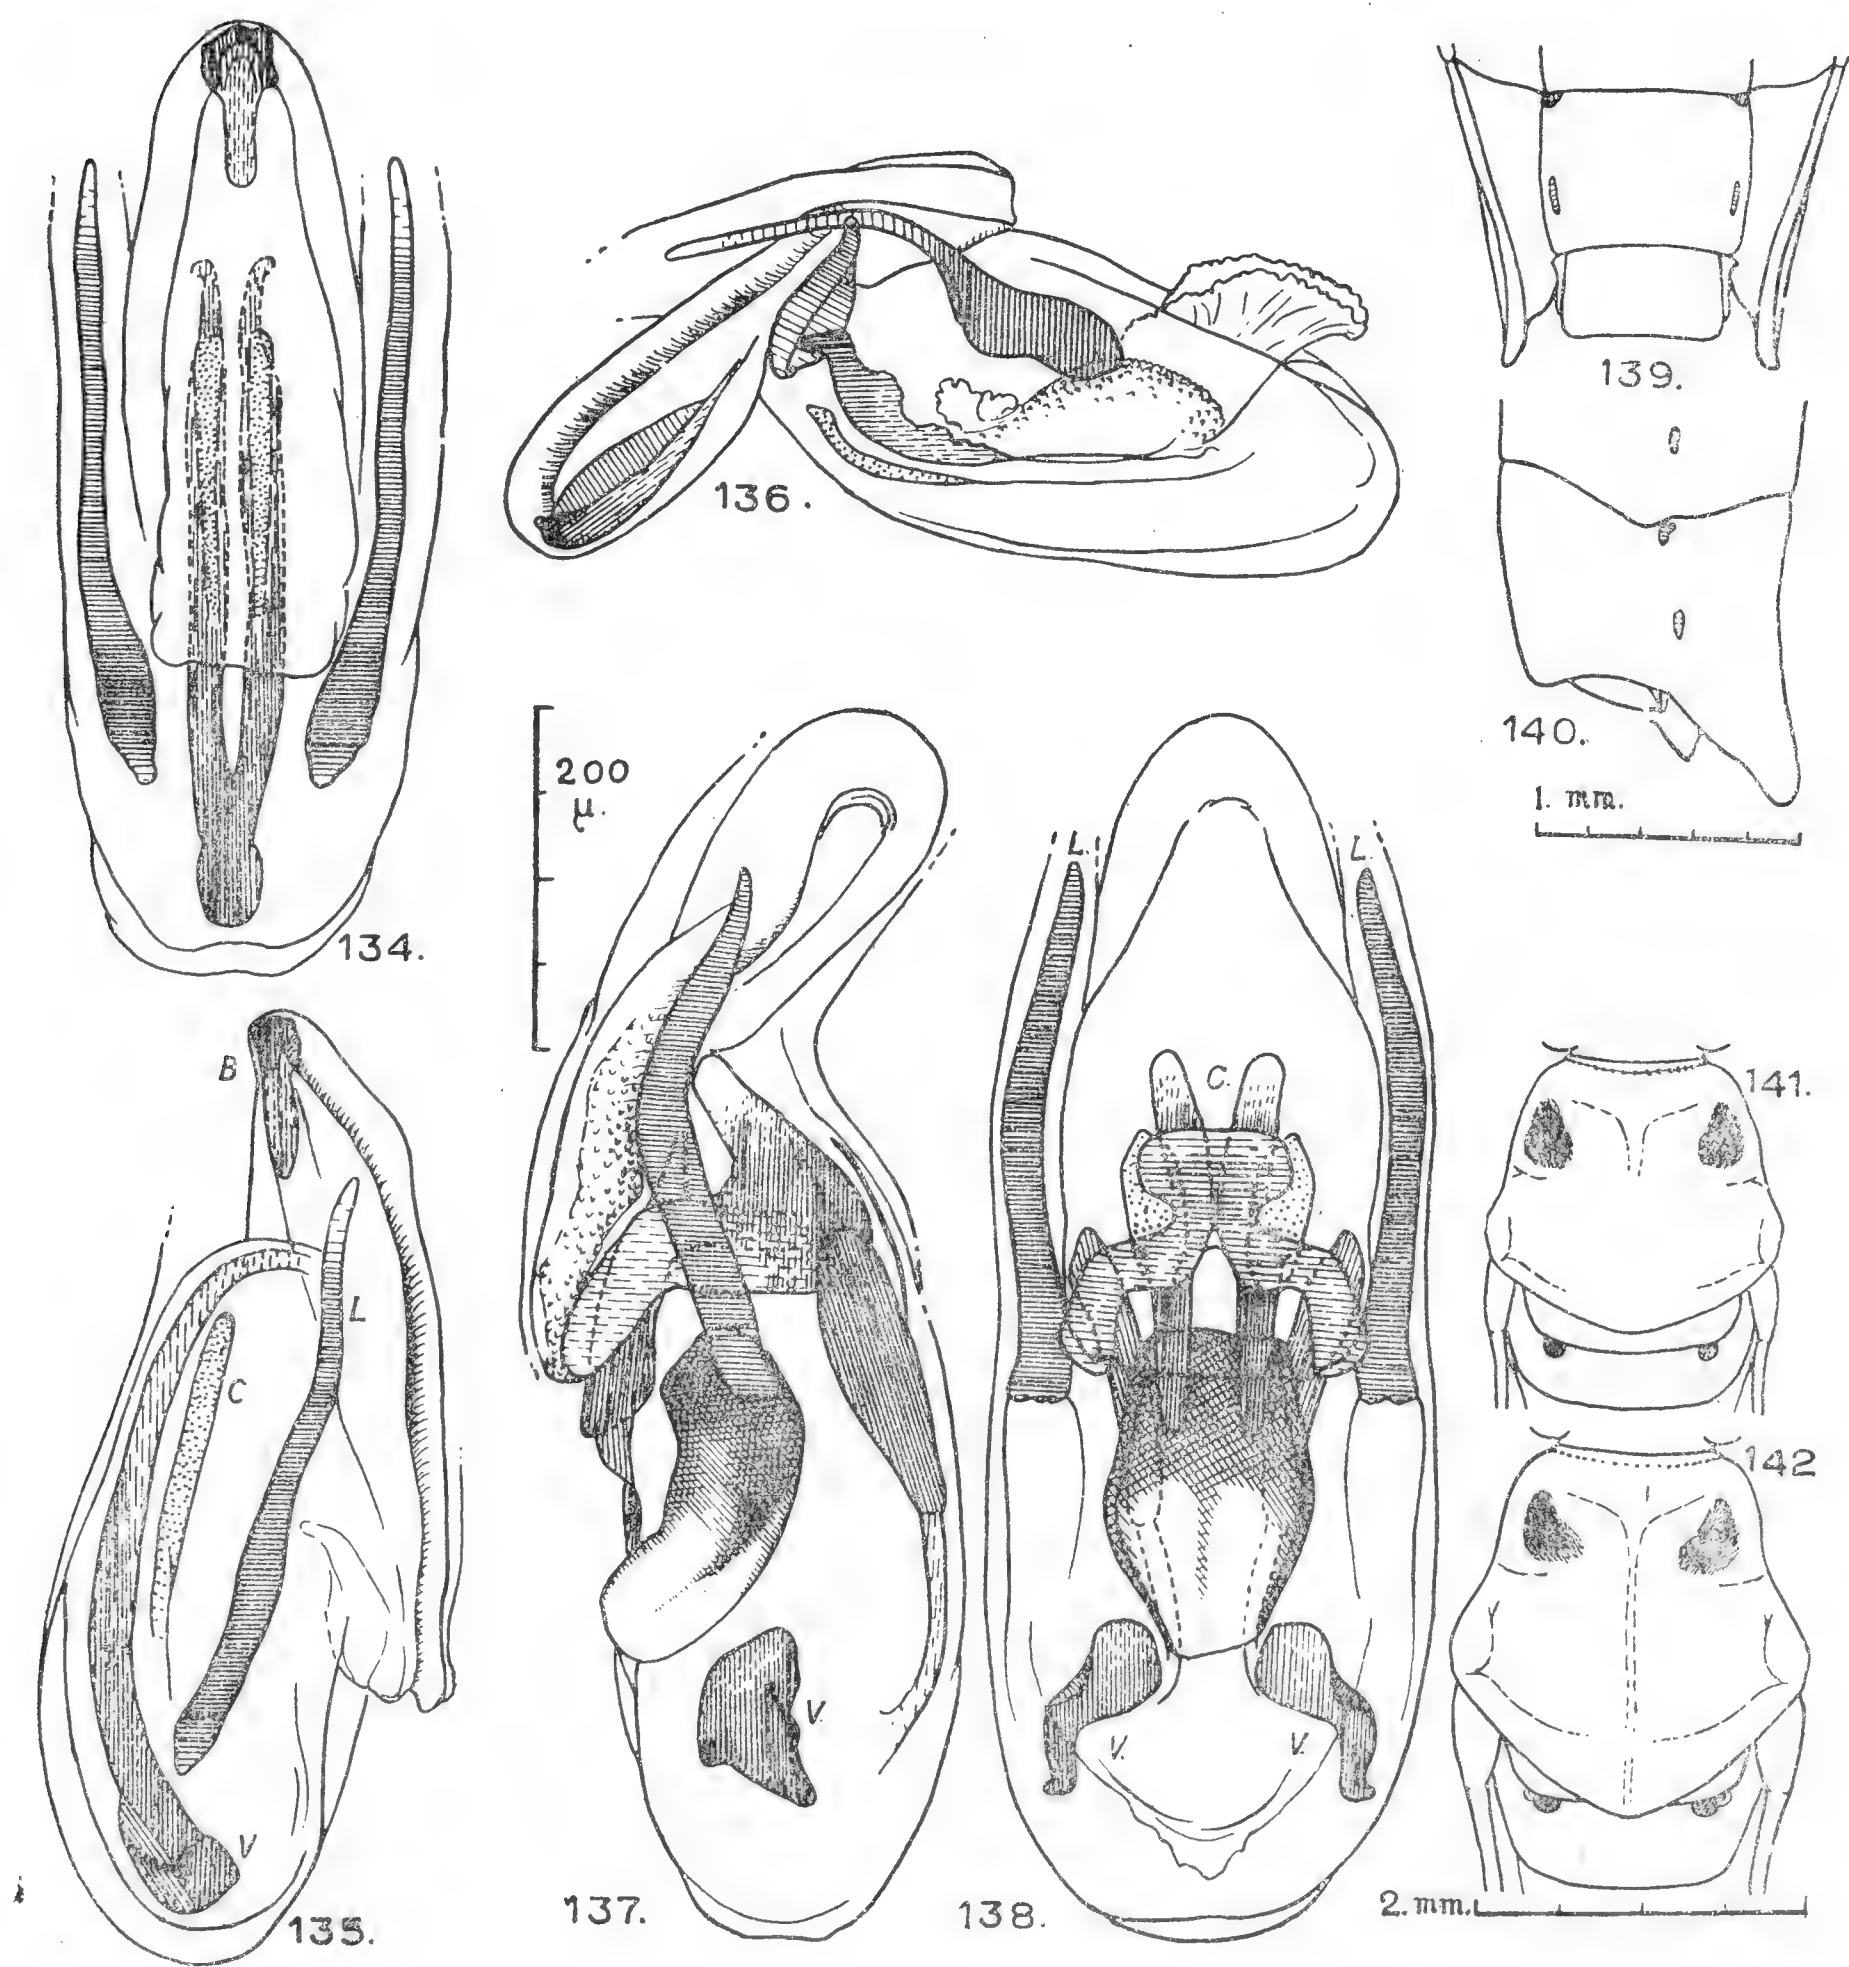 139.
136.
140.
1. mm.
200
μ.
L.
L.
134.
B
C.
141.
L
C
142
V.
V.
V.
V
137.
138.
2. mm.
135.